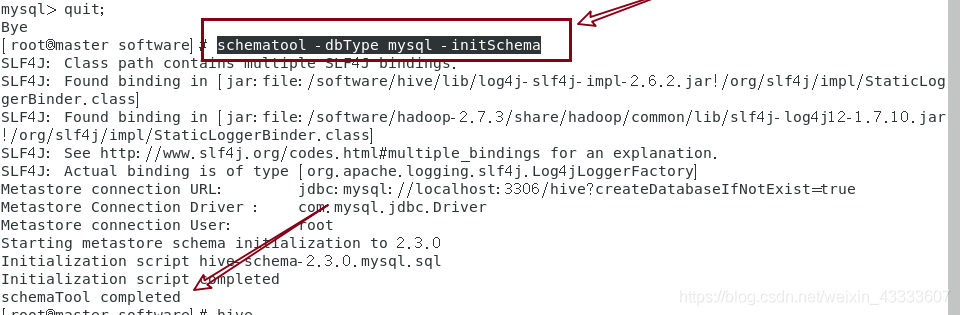 mysql> quit;
Bye
[root@master software]# schematool -dbType mysql -initSchema
SLF4J: Class path contains multiple SLF4J bindings.
SLF4J: Found binding in [jar:file:/software/hive/lib/log4j-slf4j-impl-2.6.2.jar!/org/slf4j/impl/StaticLog
gerBinder.class]
SLF4J: Found binding in [jar:file:/software/hadoop-2.7.3/share/hadoop/common/lib/slf4j-log4j12-1.7.10.jar
!/org/slf4j/impl/StaticLoggerBinder.class]
SLF4J: See http://www.slf4j.org/codes.html#multiple_bindings for an explanation.
SLF4J: Actual binding is of type [org.apache.logging.slf4j.Log4jLoggerFactory]
Metastore connection URL:        jdbc:mysql://localhost:3306/hive?createDatabaseIfNotExist=true
Metastore Connection Driver :    com.mysql.jdbc.Driver
Metastore connection User:       root
Starting metastore schema initialization to 2.3.0
Initialization script hive-schema-2.3.0.mysql.sql
Initialization script completed
schemaTool completed
[root@master software]# hive
https://blog.csdn.net/weixin_43333607